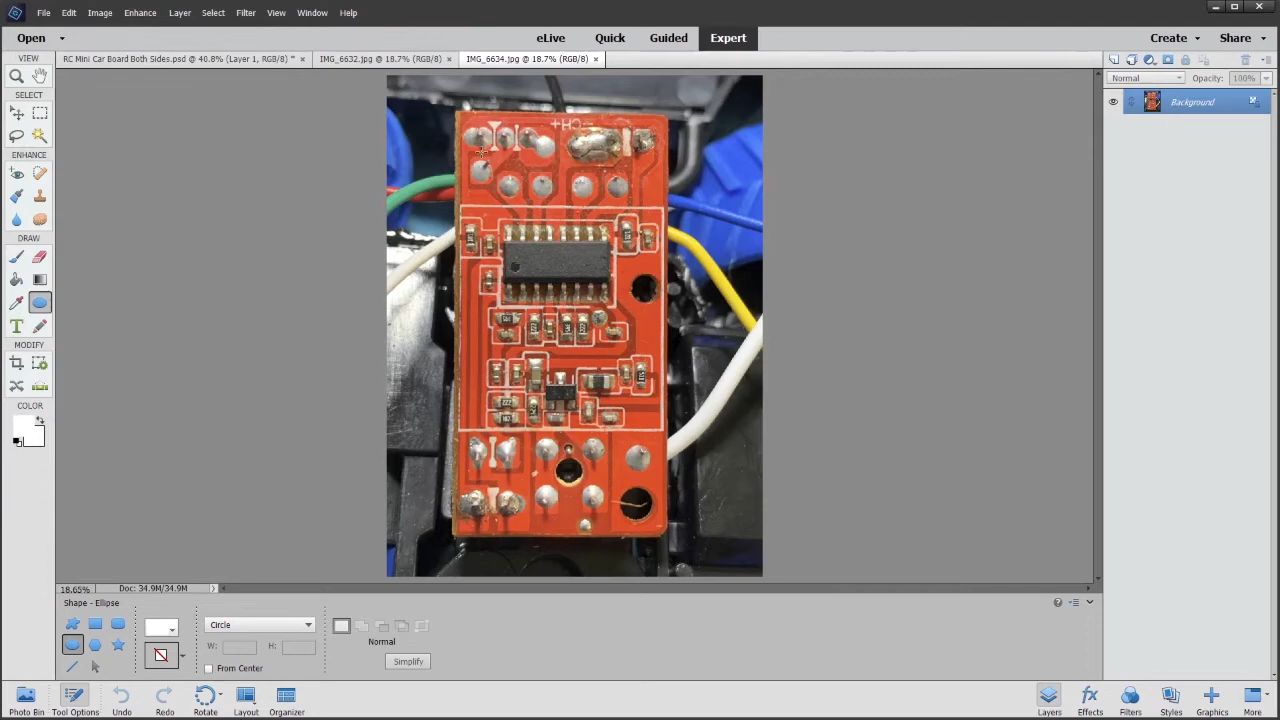 File Edit Image Enhance Layer Select Filter View Window Help
Open eLive Quick Guided Expert Create Share
VIEW
RC Mini Car Board Both Sides.psd @ 40.8% (Layer 1, RGB/8) * × IMG_6632.jpg @ 18.7% (RGB/8) × IMG_6634.jpg @ 18.7% (RGB/8) ×
Normal Opacity: 100%
SELECT
Background
ENHANCE
DRAW
T
MODIFY
COLOR
+CH-
222
222
222
18.65% Doc: 34.9M/34.9M
Shape - Ellipse
Circle
Normal
W: H:
From Center
Simplify
Photo Bin Tool Options Undo Redo Rotate Layout Organizer Layers Effects Filters Styles Graphics More